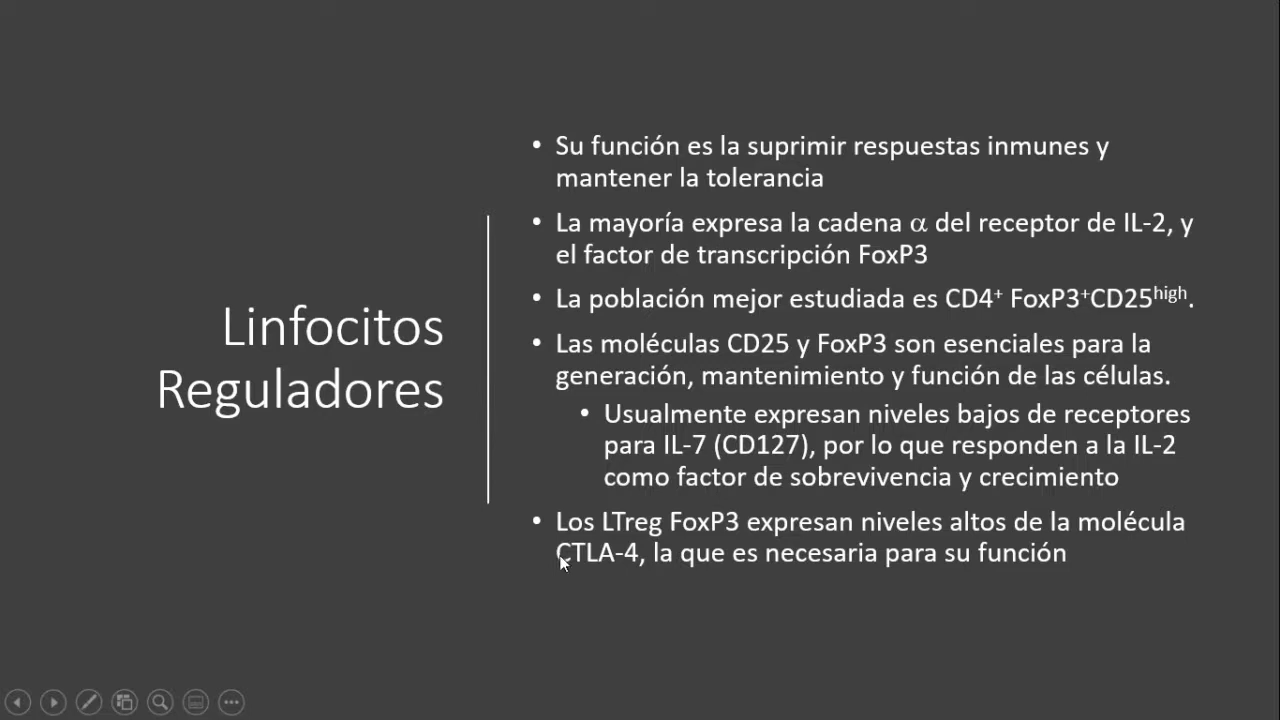 Linfocitos
Reguladores
• Su función es la suprimir respuestas inmunes y
mantener la tolerancia
• La mayoría expresa la cadena α del receptor de IL-2, y
el factor de transcripción FoxP3
• La población mejor estudiada es CD4⁺ FoxP3⁺CD25ʰⁱᵍʰ.
• Las moléculas CD25 y FoxP3 son esenciales para la
generación, mantenimiento y función de las células.
• Usualmente expresan niveles bajos de receptores
para IL-7 (CD127), por lo que responden a la IL-2
como factor de sobrevivencia y crecimiento
• Los LTreg FoxP3 expresan niveles altos de la molécula
CTLA-4, la que es necesaria para su función